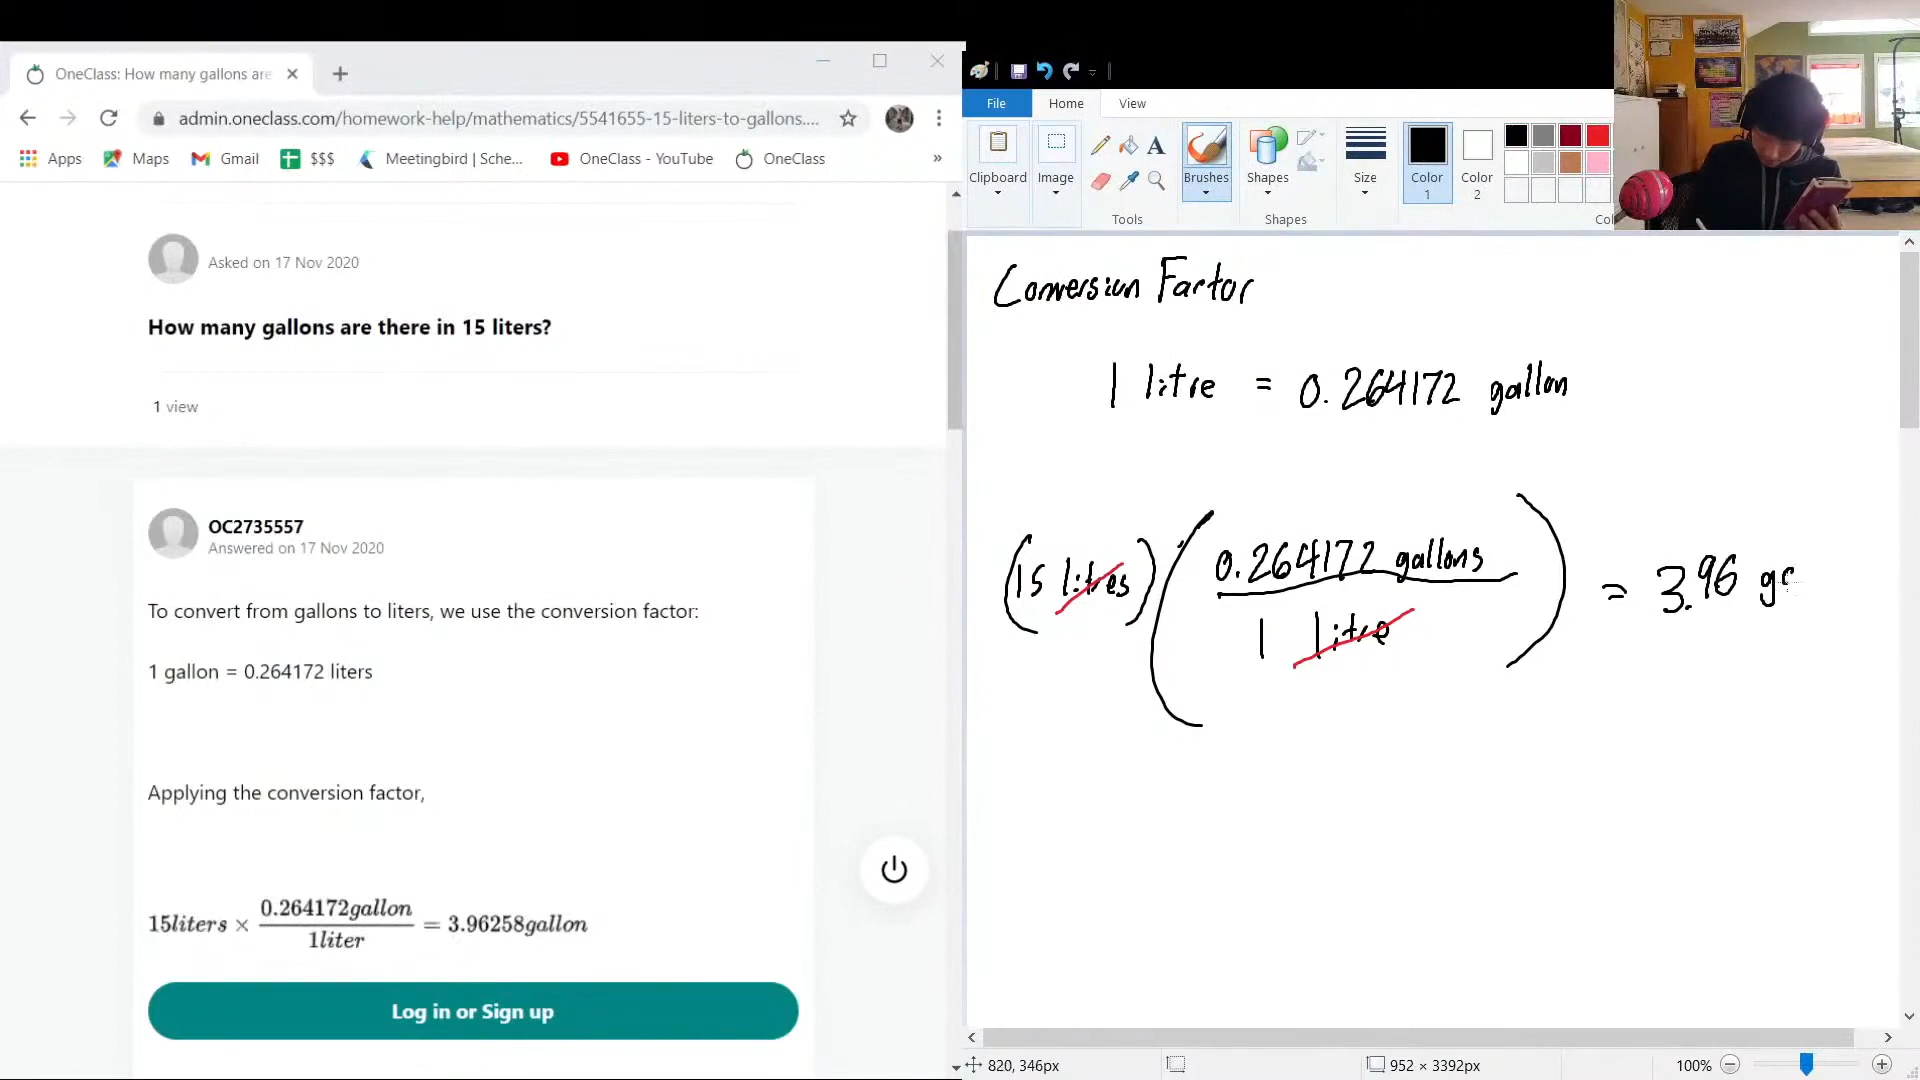 OneClass: How many gallons are
admin.oneclass.com/homework-help/mathematics/5541655-15-liters-to-gallons....
Apps Maps Gmail $$$ Meetingbird | Sche... OneClass - YouTube OneClass »
Asked on 17 Nov 2020
How many gallons are there in 15 liters?
1 view
OC2735557
Answered on 17 Nov 2020
To convert from gallons to liters, we use the conversion factor:
1 gallon = 0.264172 liters
Applying the conversion factor,
15liters × 0.264172gallon / 1liter = 3.96258gallon
Log in or Sign up
File Home View
Clipboard Image Brushes Shapes Size Color 1 Color 2
Tools Shapes Col
Conversion Factor
1 litre = 0.264172 gallon
(15 litres) (0.264172 gallons / 1 litre) = 3.96 ga
820, 346px 952 × 3392px 100%